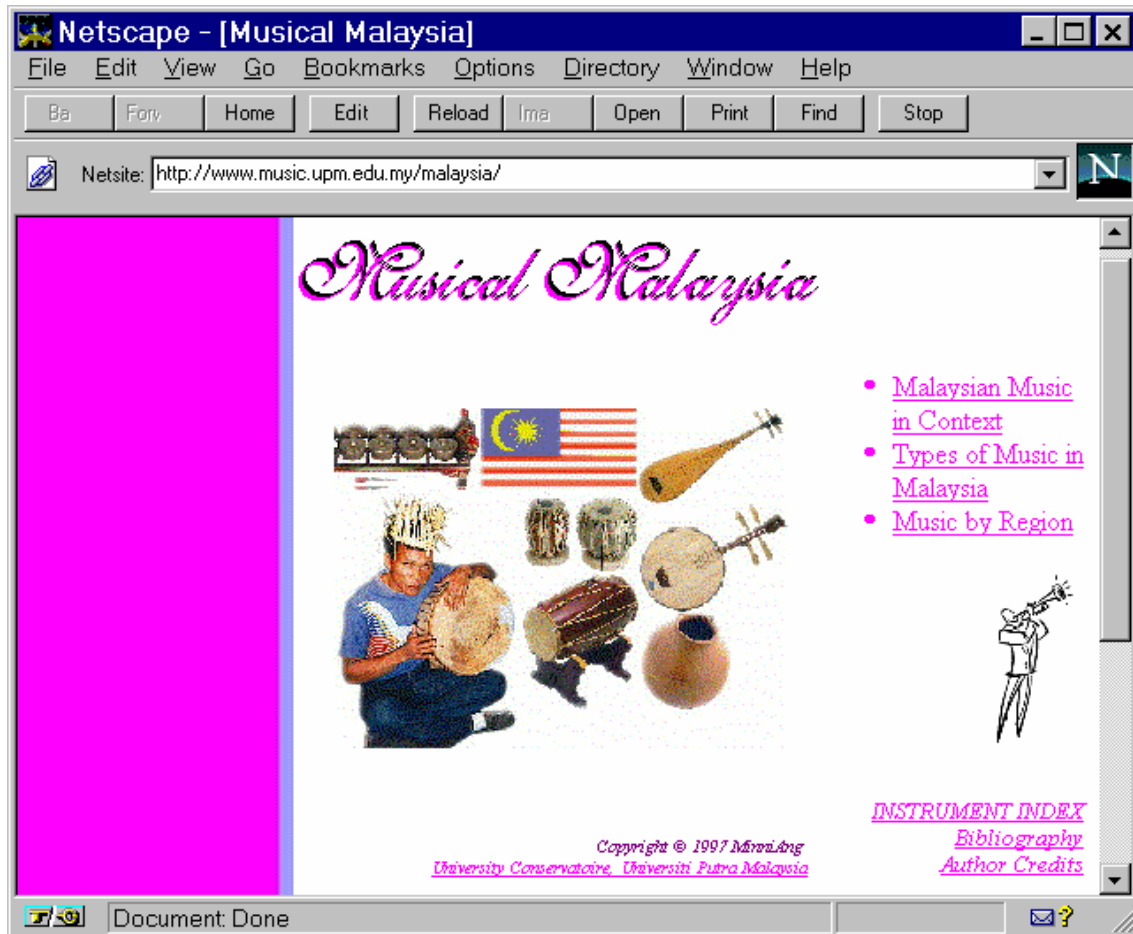 Netscape - [Musical Malaysia]
File Edit View Go Bookmarks Options Directory Window Help
Ba Forw Home Edit Reload Ima Open Print Find Stop
Netsite: http://www.music.upm.edu.my/malaysia/
N
Musical Malaysia
• Malaysian Music
in Context
• Types of Music in
Malaysia
• Music by Region
INSTRUMENT INDEX
Bibliography
Author Credits
Copyright © 1997 MinniAng
University Conservatoire, Universiti Putra Malaysia
Document: Done